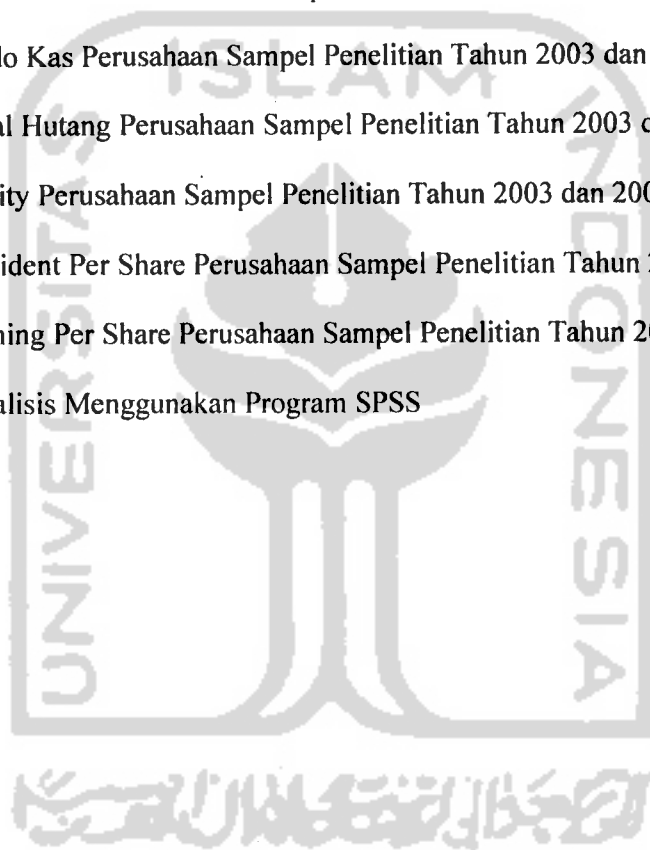 do Kas Perusahaan Sampel Penelitian Tahun 2003 dan
al Hutang Perusahaan Sampel Penelitian Tahun 2003 d
ity Perusahaan Sampel Penelitian Tahun 2003 dan 200
ident Per Share Perusahaan Sampel Penelitian Tahun 2
ning Per Share Perusahaan Sampel Penelitian Tahun 20
alisis Menggunakan Program SPSS
UNIVERSITAS
ISLAM
INDONESIA